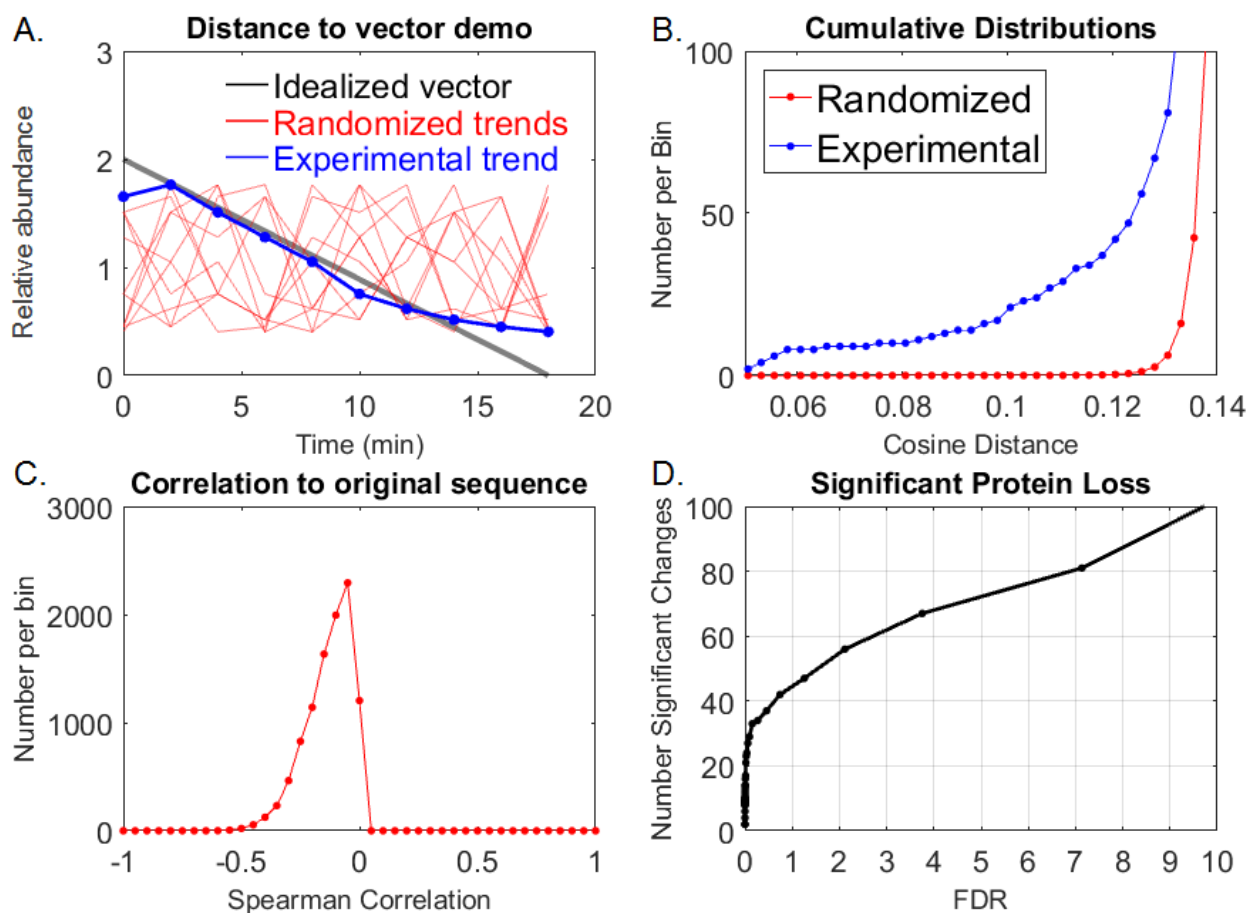 A.
Distance to vector demo
3
2
1
0
Relative abundance
Idealized vector
Randomized trends
Experimental trend
0 5 10 15 20
Time (min)
B.
Cumulative Distributions
100
50
0
Number per Bin
Randomized
Experimental
0.06 0.08 0.1 0.12 0.14
Cosine Distance
C.
Correlation to original sequence
3000
2000
1000
0
Number per bin
-1 -0.5 0 0.5 1
Spearman Correlation
D.
Significant Protein Loss
100
80
60
40
20
0
Number Significant Changes
0 1 2 3 4 5 6 7 8 9 10
FDR